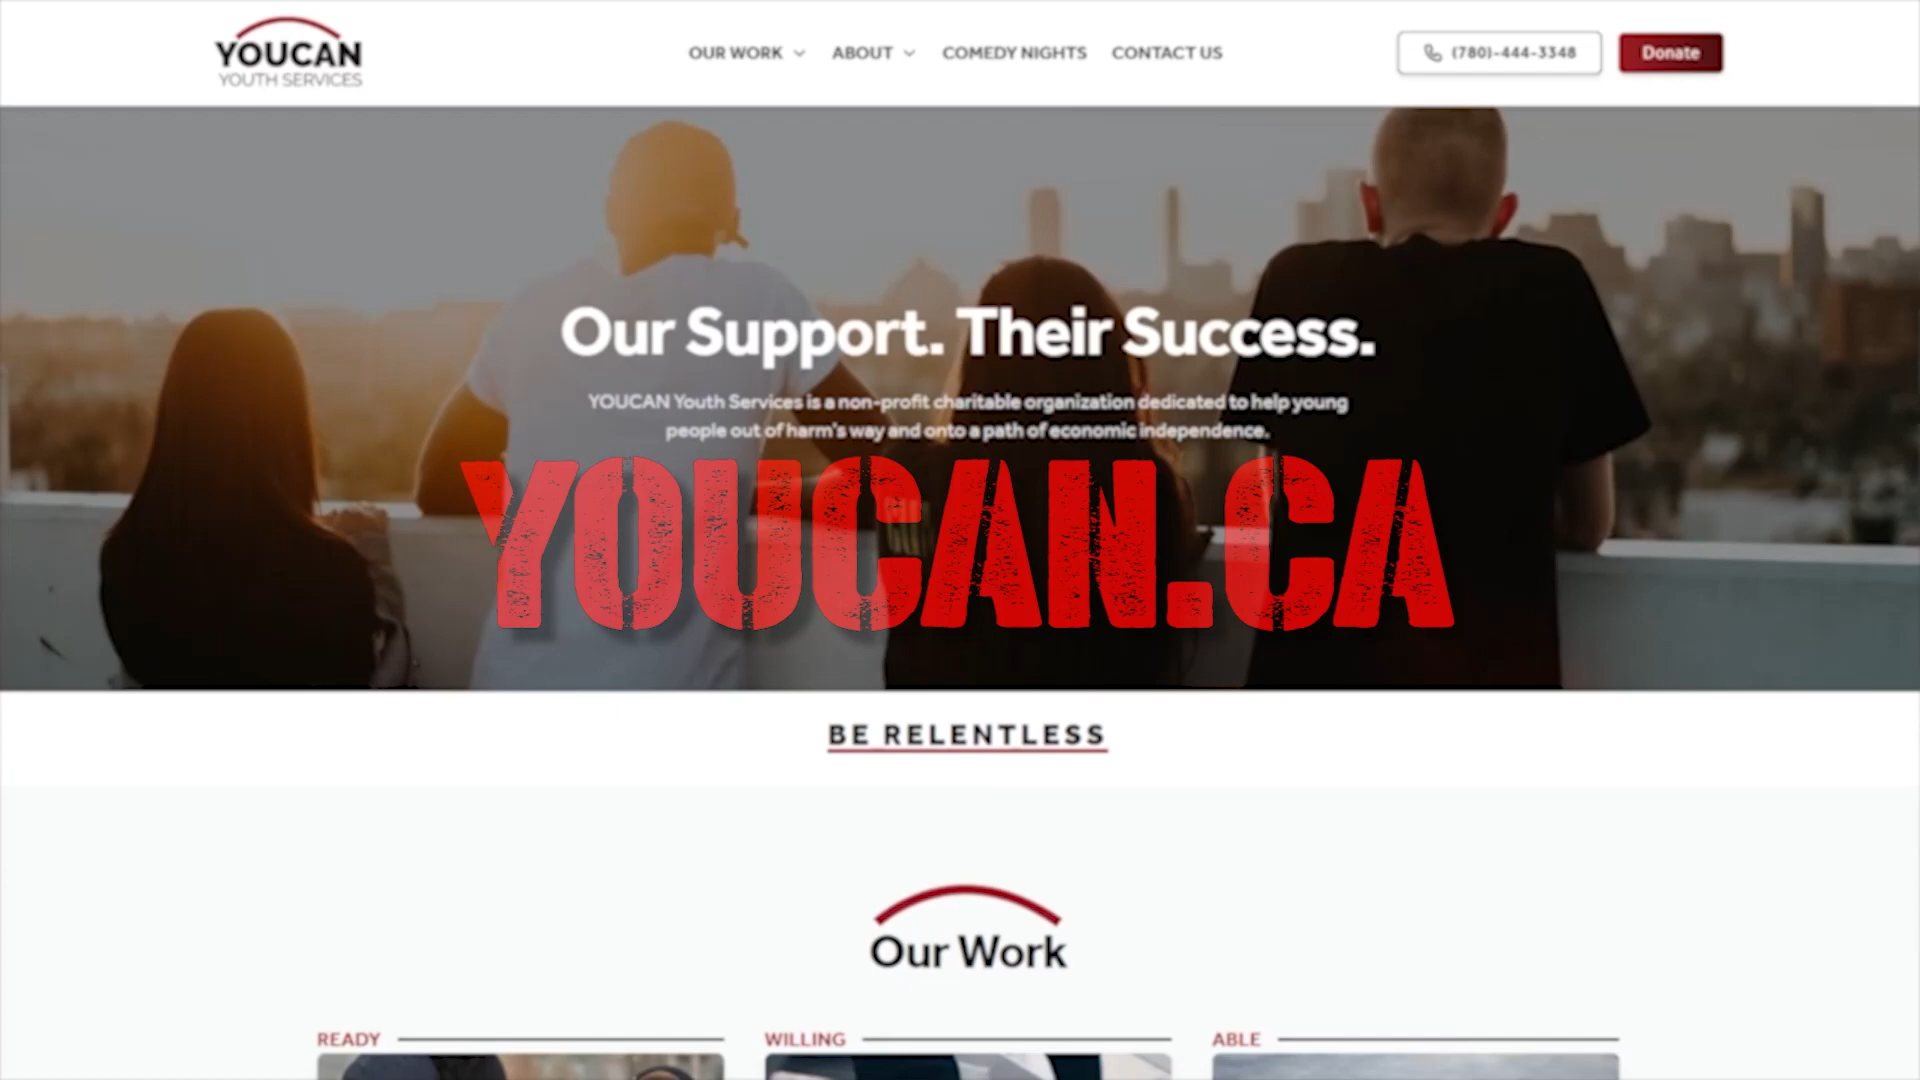 YOUCAN
YOUTH SERVICES
OUR WORK
ABOUT
COMEDY NIGHTS
CONTACT US
(780)-444-3348
Donate
Our Support. Their Success.
YOUCAN Youth Services is a non-profit charitable organization dedicated to help young
people out of harm's way and onto a path of economic independence.
YOUCAN.CA
BE RELENTLESS
Our Work
READY
WILLING
ABLE